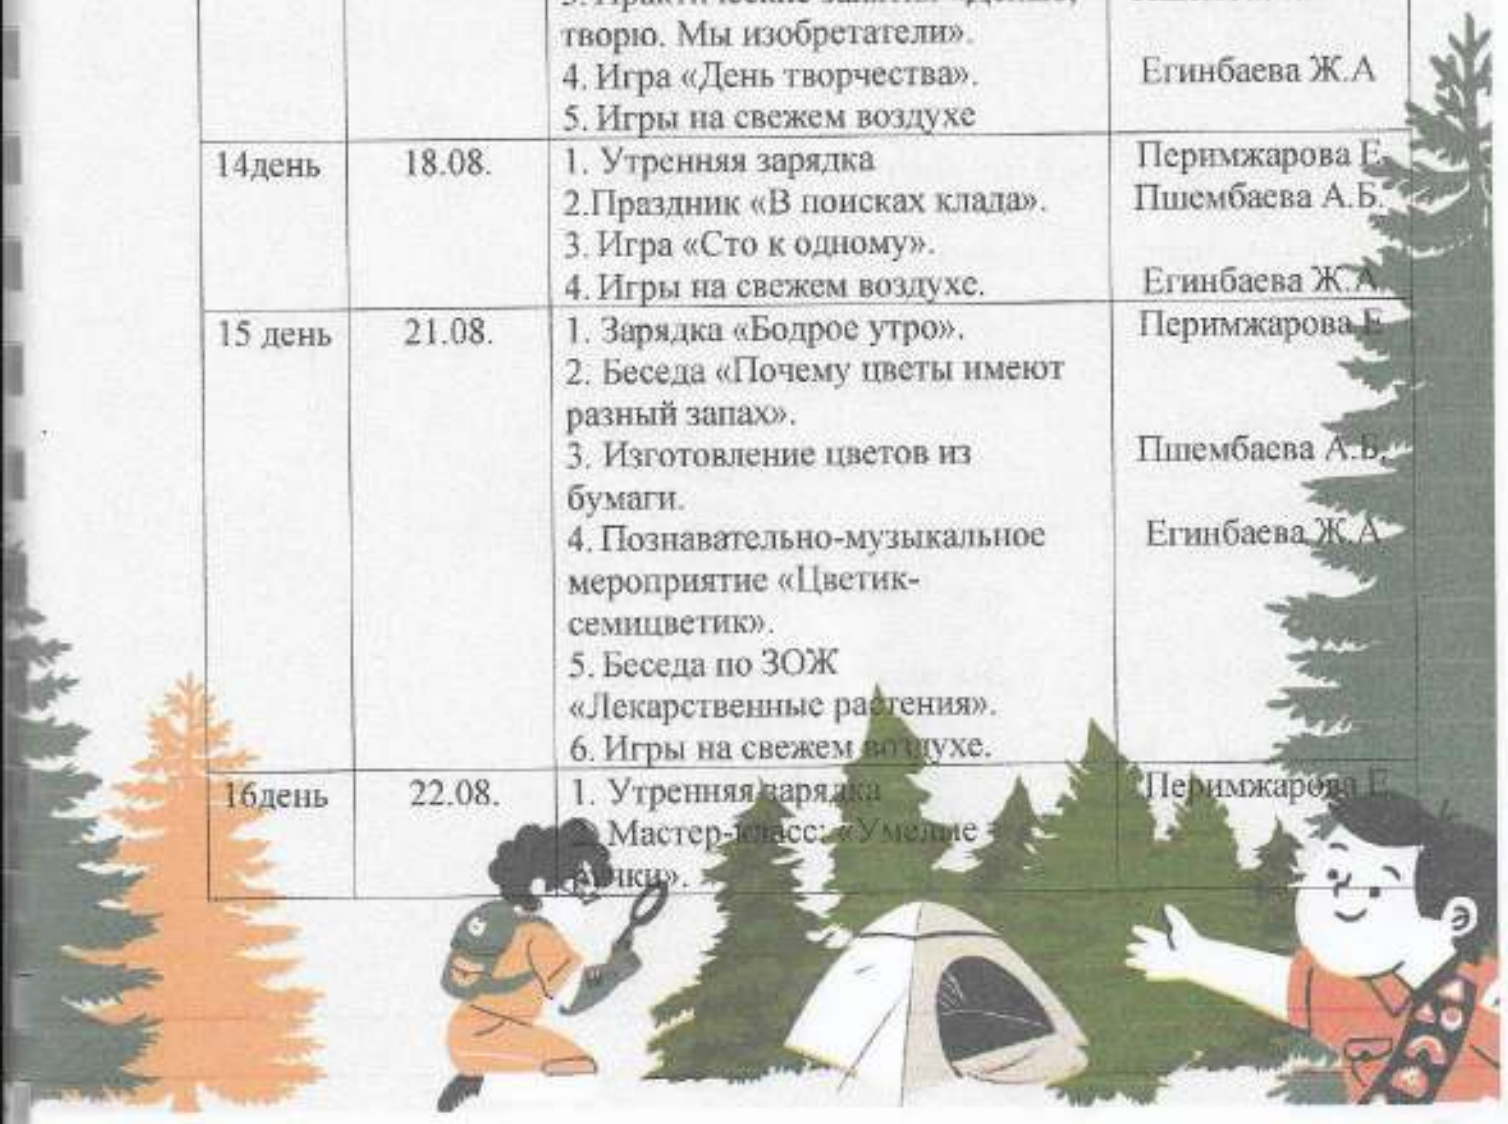 творю. Мы изобретатели».
4. Игра «День творчества». Егинбаева Ж.А
5. Игры на свежем воздухе
14день 18.08. 1. Утренняя зарядка Перимжарова Е.
2.Праздник «В поисках клада». Пшембаева А.Б.
3. Игра «Сто к одному».
4. Игры на свежем воздухе. Егинбаева Ж.А
15 день 21.08. 1. Зарядка «Бодрое утро». Перимжарова Е
2. Беседа «Почему цветы имеют
разный запах».
3. Изготовление цветов из Пшембаева А.Б.
бумаги.
4. Познавательно-музыкальное Егинбаева Ж.А
мероприятие «Цветик-
семицветик».
5. Беседа по ЗОЖ
«Лекарственные растения».
6. Игры на свежем воздухе.
16день 22.08. 1. Утренняя зарядка Перимжарова Е
2. Мастер-класс: «Умелые